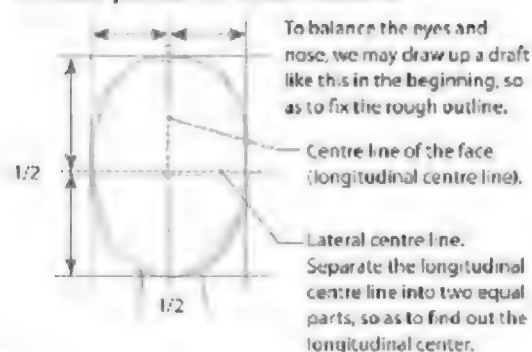 To balance the eyes and
nose, we may draw up a draft
like this in the beginning, so
as to fix the rough outline.
Centre line of the face
(longitudinal centre line).
1/2
Lateral centre line.
Separate the longitudinal
centre line into two equal
parts, so as to find out the
longitudinal center.
1/2